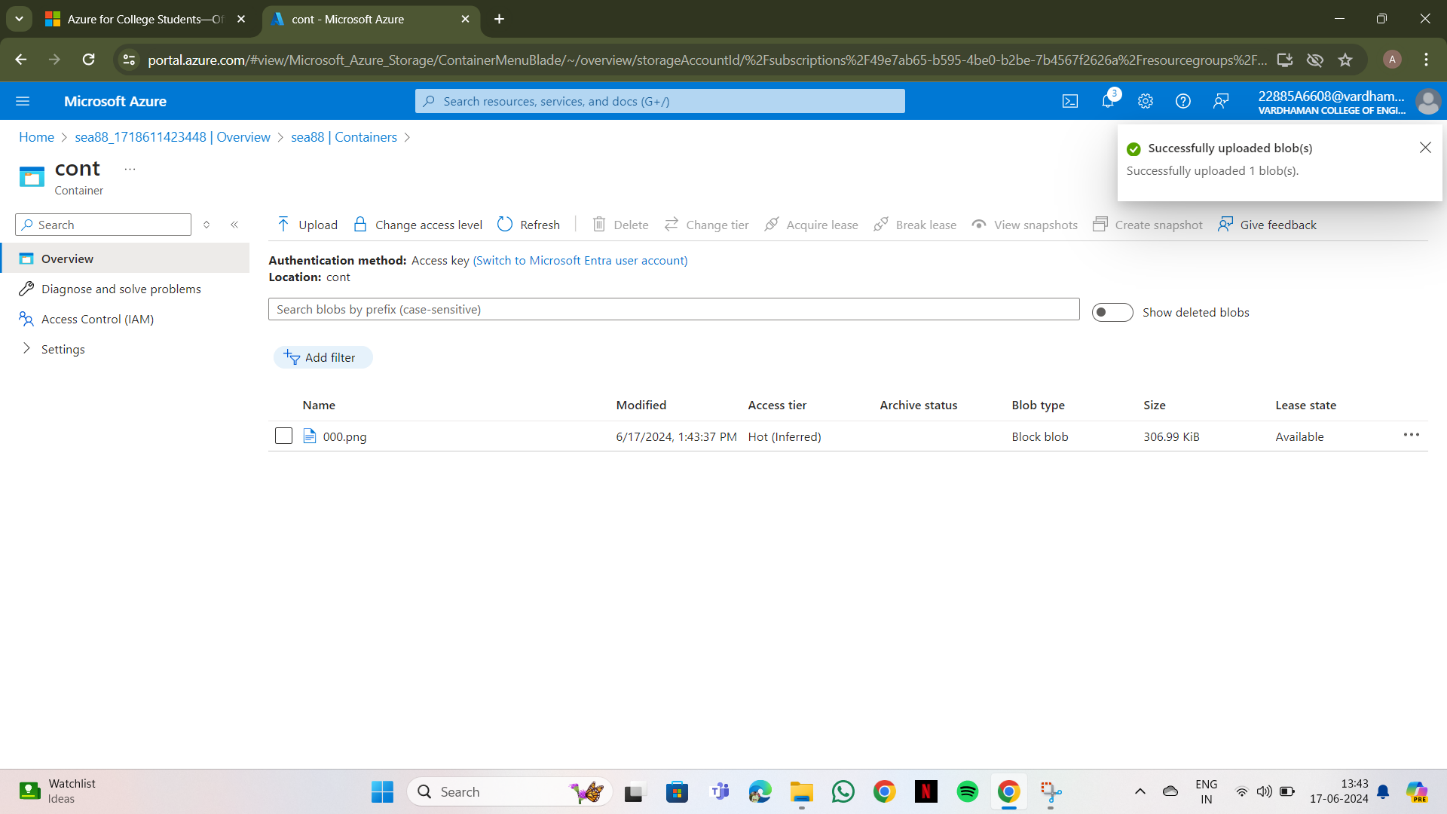 Azure for College Students—Of
cont - Microsoft Azure
portal.azure.com/#view/Microsoft_Azure_Storage/ContainerMenuBlade/~/overview/storageAccountId/%2Fsubscriptions%2F49e7ab65-b595-4be0-b2be-7b4567f2626a%2Fresourcegroups%2F...
A
Microsoft Azure
Search resources, services, and docs (G+/)
3
22885A6608@vardham...
VARDHAMAN COLLEGE OF ENGI...
Home > sea88_1718611423448 | Overview > sea88 | Containers >
Successfully uploaded blob(s)
Successfully uploaded 1 blob(s).
cont ...
Container
Search
Upload
Change access level
Refresh
Delete
Change tier
Acquire lease
Break lease
View snapshots
Create snapshot
Give feedback
Overview
Diagnose and solve problems
Access Control (IAM)
Settings
Authentication method: Access key (Switch to Microsoft Entra user account)
Location: cont
Search blobs by prefix (case-sensitive)
Show deleted blobs
Add filter
Name Modified Access tier Archive status Blob type Size Lease state
000.png 6/17/2024, 1:43:37 PM Hot (Inferred) Block blob 306.99 KiB Available ...
Watchlist
Ideas
Search
ENG
IN
13:43
17-06-2024
PRE